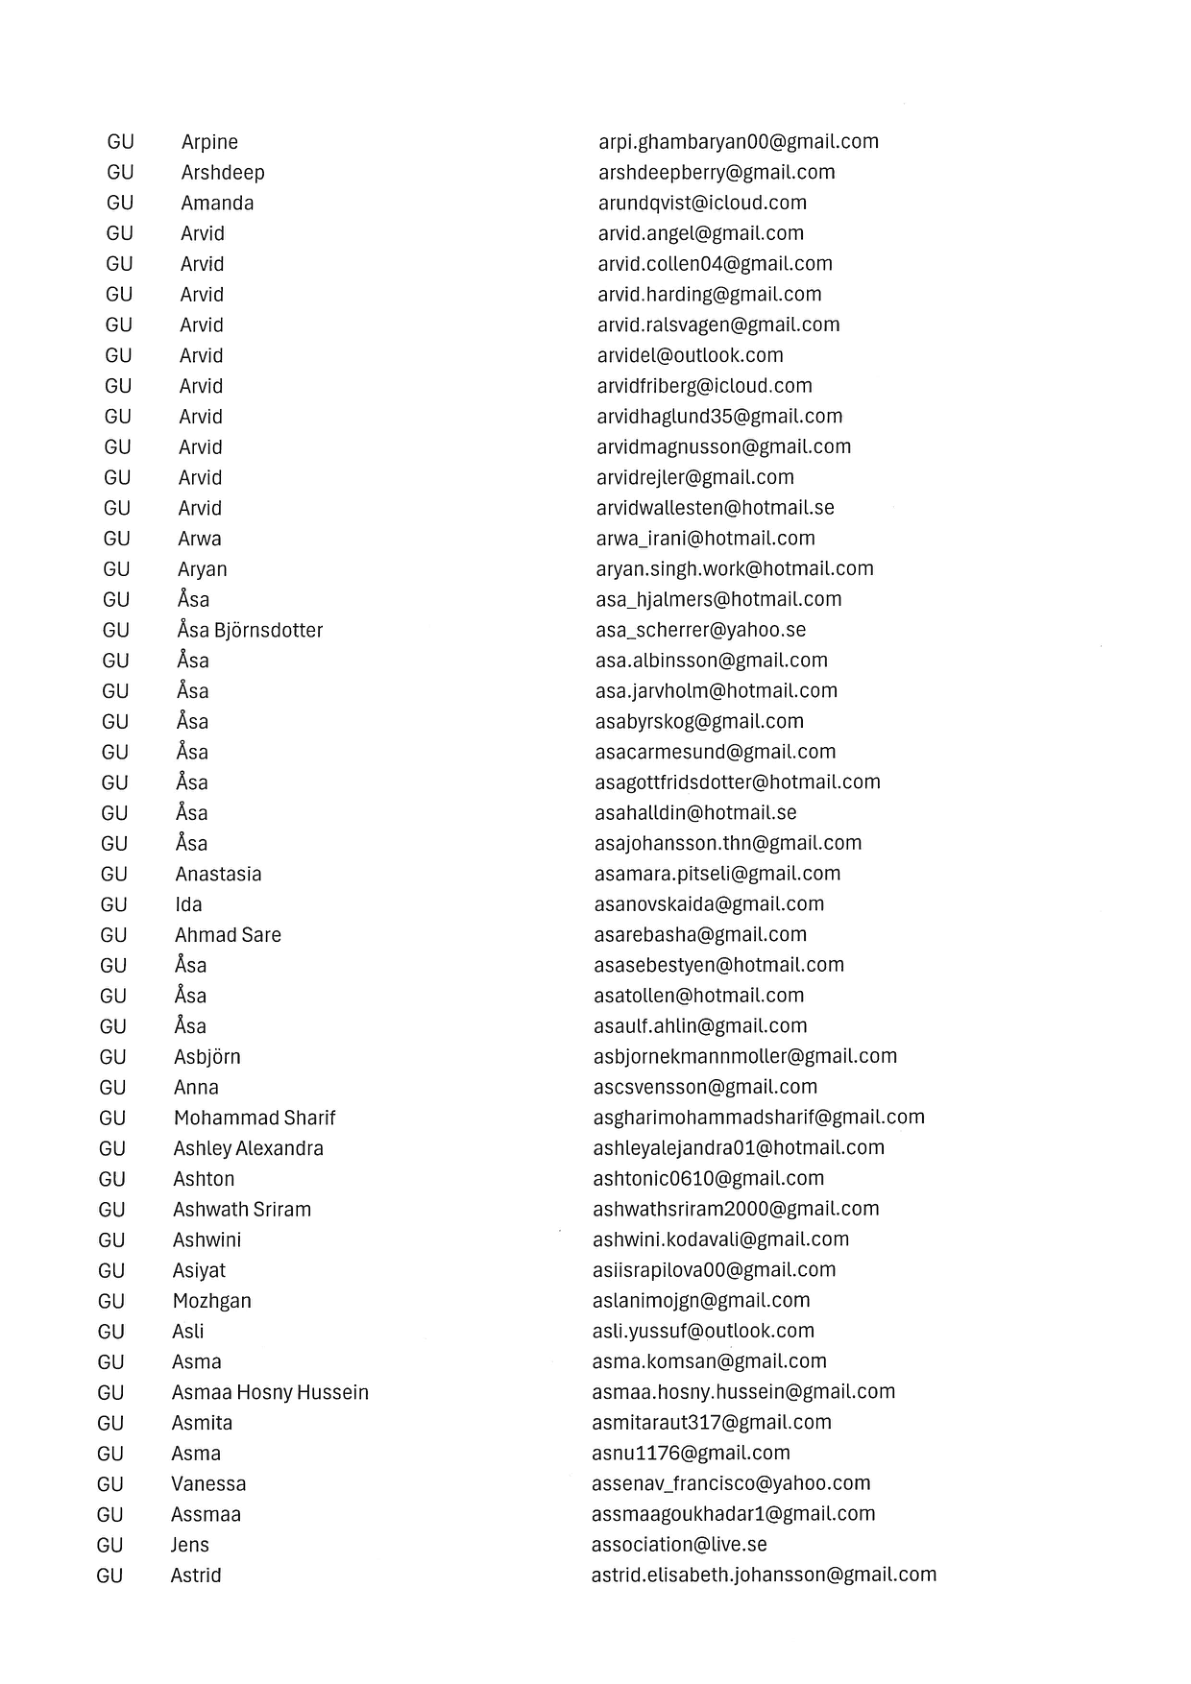 GU Arpine arpi.ghambaryan00@gmail.com
GU Arshdeep arshdeepberry@gmail.com
GU Amanda arundqvist@icloud.com
GU Arvid arvid.angel@gmail.com
GU Arvid arvid.collen04@gmail.com
GU Arvid arvid.harding@gmail.com
GU Arvid arvid.ralsvagen@gmail.com
GU Arvid arvidel@outlook.com
GU Arvid arvidfriberg@icloud.com
GU Arvid arvidhaglund35@gmail.com
GU Arvid arvidmagnusson@gmail.com
GU Arvid arvidrejler@gmail.com
GU Arvid arvidwallesten@hotmail.se
GU Arwa arwa_irani@hotmail.com
GU Aryan aryan.singh.work@hotmail.com
GU Åsa asa_hjalmers@hotmail.com
GU Åsa Björnsdotter asa_scherrer@yahoo.se
GU Åsa asa.albinsson@gmail.com
GU Åsa asa.jarvholm@hotmail.com
GU Åsa asabyrskog@gmail.com
GU Åsa asacarmesund@gmail.com
GU Åsa asagottfridsdotter@hotmail.com
GU Åsa asahalldin@hotmail.se
GU Åsa asajohansson.thn@gmail.com
GU Anastasia asamara.pitseli@gmail.com
GU Ida asanovskaida@gmail.com
GU Ahmad Sare asarebasha@gmail.com
GU Åsa asasebestyen@hotmail.com
GU Åsa asatollen@hotmail.com
GU Åsa asaulf.ahlin@gmail.com
GU Asbjörn asbjornekmannmoller@gmail.com
GU Anna ascsvensson@gmail.com
GU Mohammad Sharif asgharimohammadsharif@gmail.com
GU Ashley Alexandra ashleyalejandra01@hotmail.com
GU Ashton ashtonic0610@gmail.com
GU Ashwath Sriram ashwathsriram2000@gmail.com
GU Ashwini ashwini.kodavali@gmail.com
GU Asiyat asiisrapilova00@gmail.com
GU Mozhgan aslanimojgn@gmail.com
GU Asli asli.yussuf@outlook.com
GU Asma asma.komsan@gmail.com
GU Asmaa Hosny Hussein asmaa.hosny.hussein@gmail.com
GU Asmita asmitaraut317@gmail.com
GU Asma asnu1176@gmail.com
GU Vanessa assenav_francisco@yahoo.com
GU Assmaa assmaagoukhadar1@gmail.com
GU Jens association@live.se
GU Astrid astrid.elisabeth.johansson@gmail.com